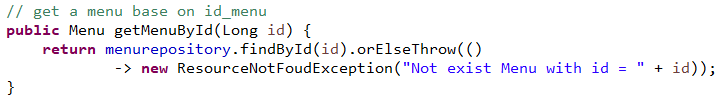 // get a menu base on id_menu
public Menu getMenuById(Long id) {
    return menurepository.findById(id).orElseThrow(()
            -> new ResourceNotFoudException("Not exist Menu with id = " + id));
}